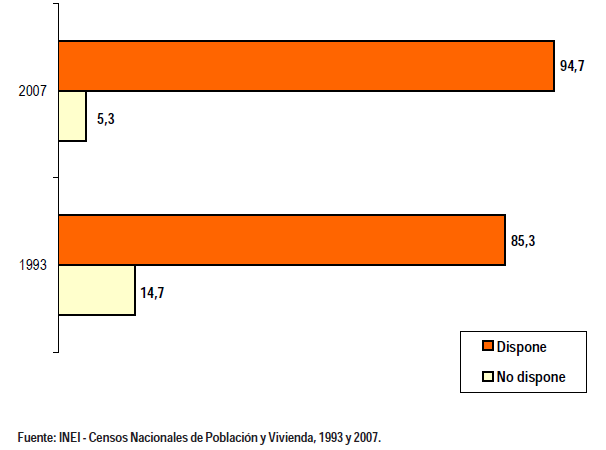 2007
94,7
5,3
1993
85,3
14,7
Dispone
No dispone
Fuente: INEI - Censos Nacionales de Población y Vivienda, 1993 y 2007.